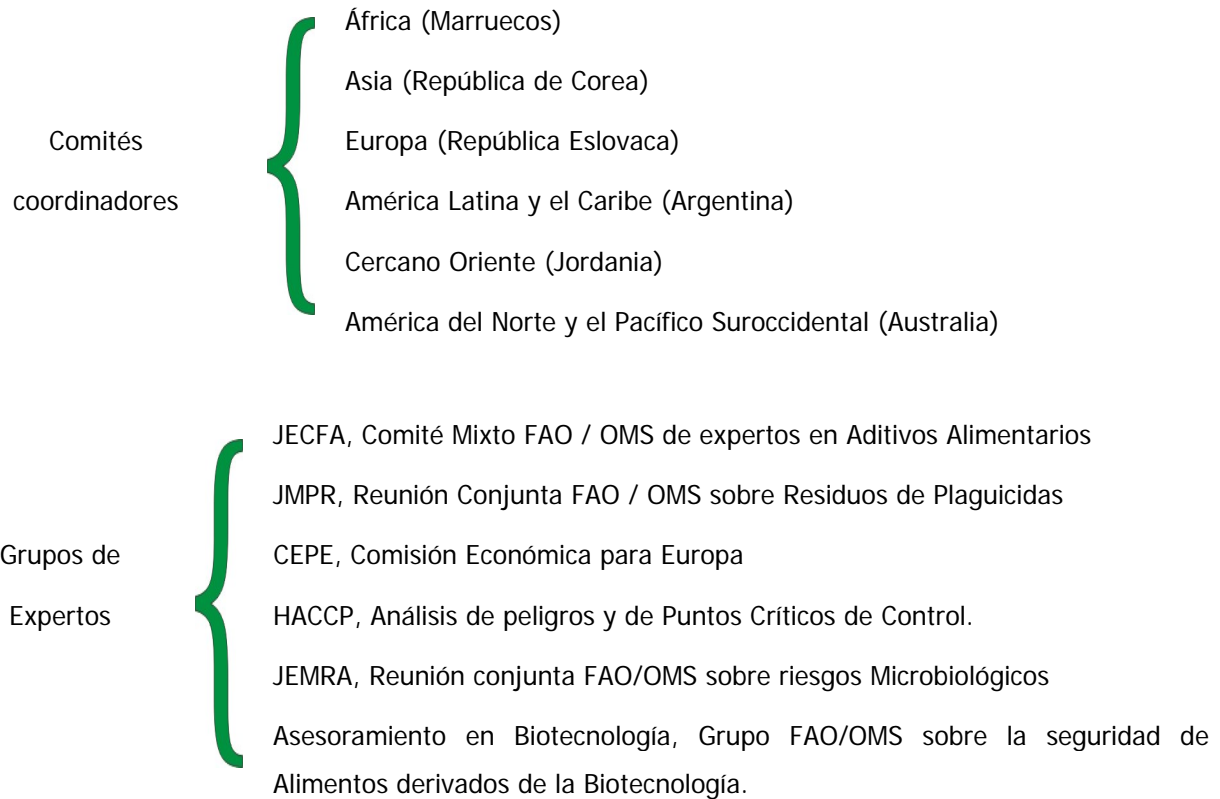 África (Marruecos)
Asia (República de Corea)
Comités
Europa (República Eslovaca)
coordinadores
América Latina y el Caribe (Argentina)
Cercano Oriente (Jordania)
América del Norte y el Pacífico Suroccidental (Australia)
JECFA, Comité Mixto FAO / OMS de expertos en Aditivos Alimentarios
JMPR, Reunión Conjunta FAO / OMS sobre Residuos de Plaguicidas
Grupos de
CEPE, Comisión Económica para Europa
Expertos
HACCP, Análisis de peligros y de Puntos Críticos de Control.
JEMRA, Reunión conjunta FAO/OMS sobre riesgos Microbiológicos
Asesoramiento en Biotecnología, Grupo FAO/OMS sobre la seguridad de
Alimentos derivados de la Biotecnología.